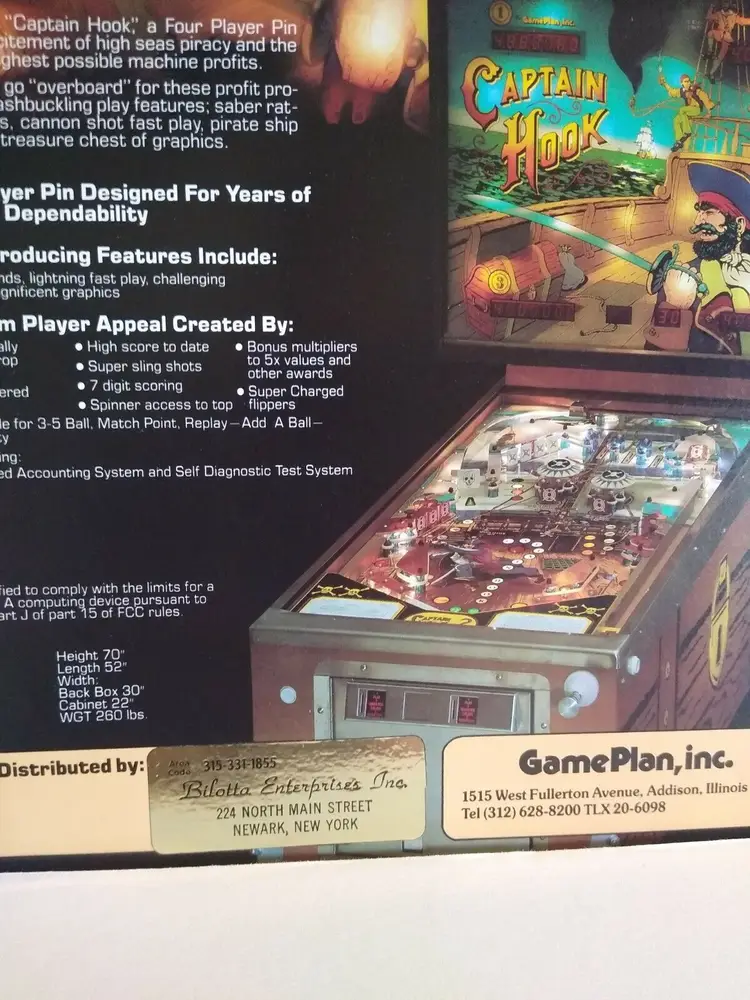 "Captain Hook," a Four Player Pin
citement of high seas piracy and the
ghest possible machine profits.
go "overboard" for these profit pro-
ashbuckling play features; saber rat-
s, cannon shot fast play, pirate ship
treasure chest of graphics.
yer Pin Designed For Years of
Dependability
roducing Features Include:
nds, lightning fast play, challenging
gnificent graphics
m Player Appeal Created By:
ally
rop
ered
• High score to date
• Super sling shots
• 7 digit scoring
• Spinner access to top
• Bonus multipliers
to 5x values and
other awards
• Super Charged
flippers
le for 3-5 Ball, Match Point, Replay—Add A Ball—
y
ng:
ed Accounting System and Self Diagnostic Test System
fied to comply with the limits for a
A computing device pursuant to
art J of part 15 of FCC rules.
Height 70"
Length 52"
Width:
Back Box 30"
Cabinet 22"
WGT 260 lbs.
Distributed by:
Area
Code 315-331-1855
Bilotta Enterprises Inc.
224 NORTH MAIN STREET
NEWARK, NEW YORK
GamePlan, inc.
1515 West Fullerton Avenue, Addison, Illinois
Tel (312) 628-8200 TLX 20-6098
1
GamePlan, inc.
CAPTAIN
HOOK
3
30
CAPTAIN